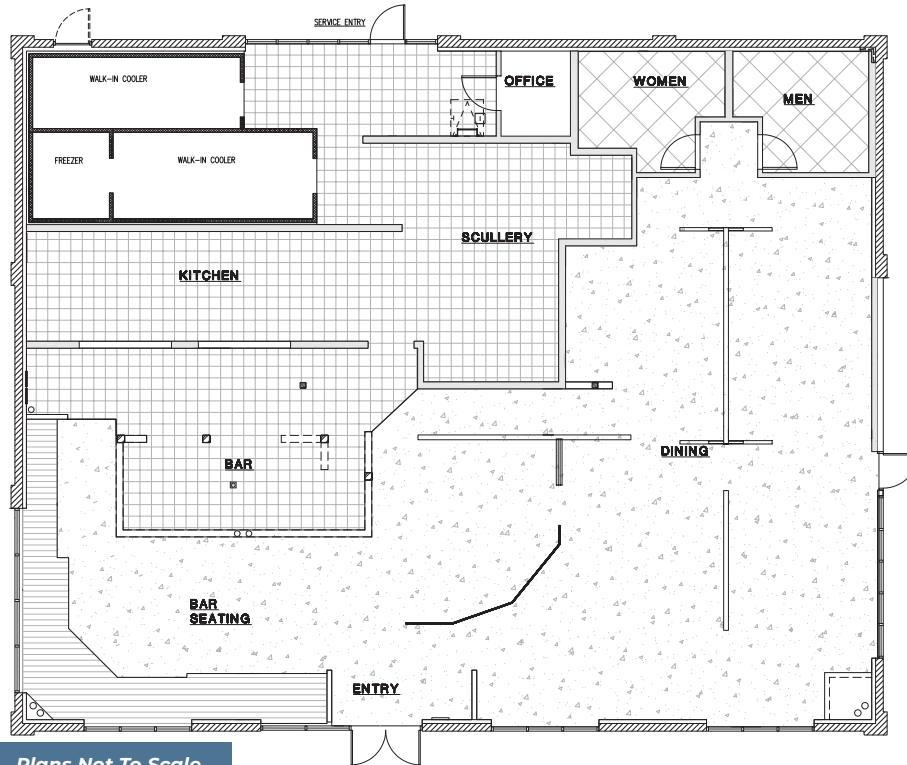 SERVICE ENTRY
WALK-IN COOLER
OFFICE
WOMEN
MEN
FREEZER
WALK-IN COOLER
SCULLERY
KITCHEN
DINING
BAR
BAR
SEATING
ENTRY
Plans Not To Scale